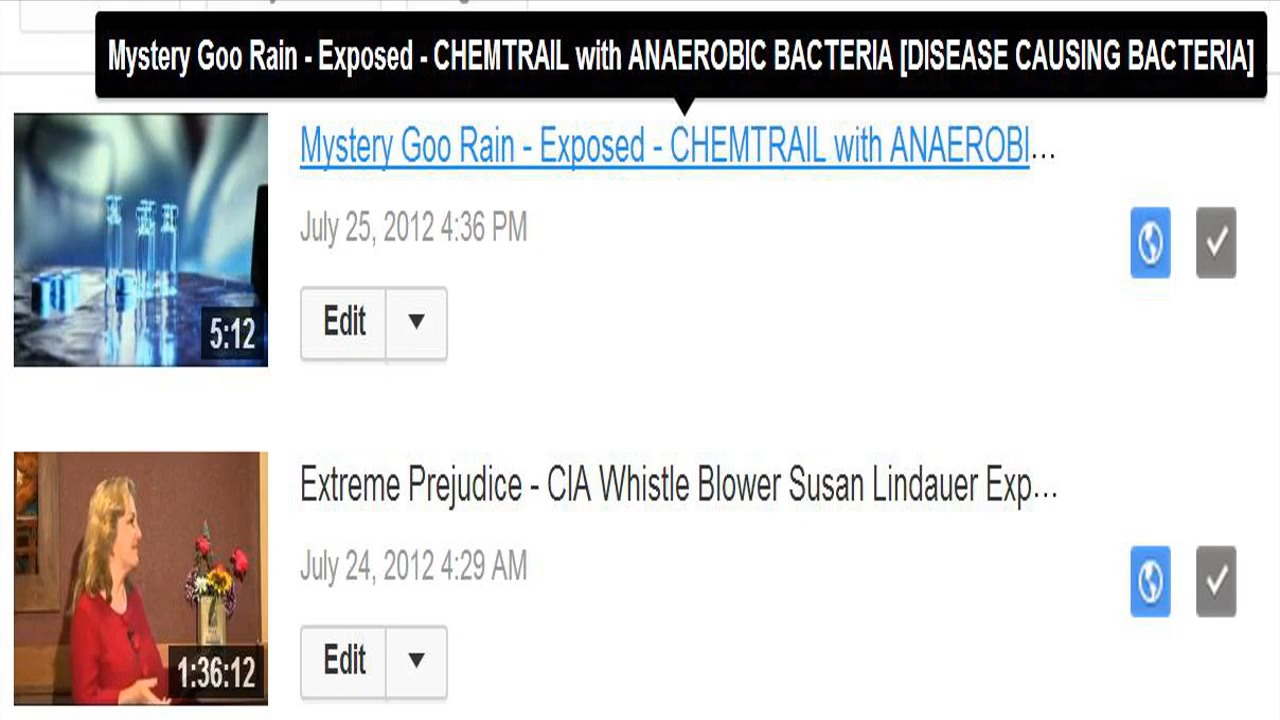 Mystery Goo Rain - Exposed - CHEMTRAIL with ANAEROBIC BACTERIA [DISEASE CAUSING BACTERIA]
Mystery Goo Rain - Exposed - CHEMTRAIL with ANAEROBI...
July 25, 2012 4:36 PM
5:12
Edit
Extreme Prejudice - CIA Whistle Blower Susan Lindauer Exp...
July 24, 2012 4:29 AM
1:36:12
Edit